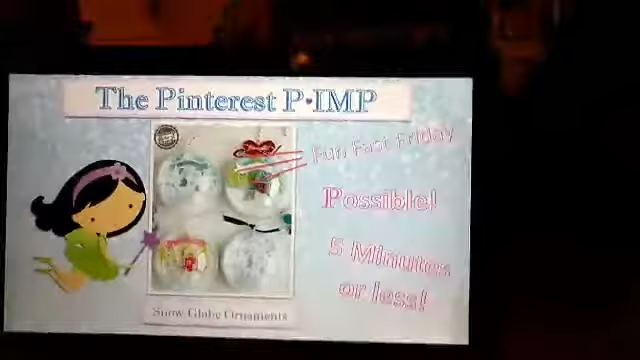 The Pinterest P♥IMP
Fun Fast Friday
Possible!
5 Minutes
or less!
Snow Globe Ornaments